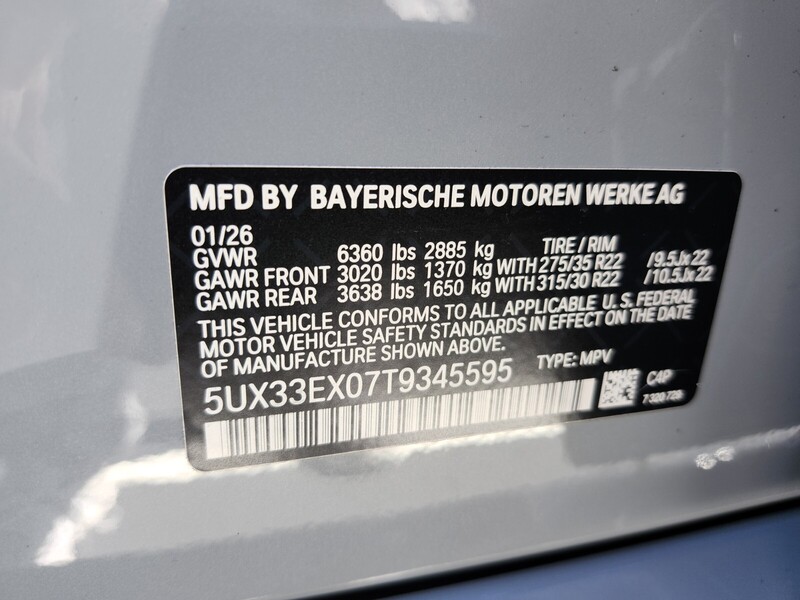 MFD BY BAYERISCHE MOTOREN WERKE AG
01/26
GVWR 6360 lbs 2885 kg TIRE / RIM
GAWR FRONT 3020 lbs 1370 kg WITH 275/35 R22 /9.5Jx22
GAWR REAR 3638 lbs 1650 kg WITH 315/30 R22 /10.5Jx22
THIS VEHICLE CONFORMS TO ALL APPLICABLE U.S. FEDERAL
MOTOR VEHICLE SAFETY STANDARDS IN EFFECT ON THE DATE
OF MANUFACTURE SHOWN ABOVE.
5UX33EX07T9345595 TYPE: MPV
C4P